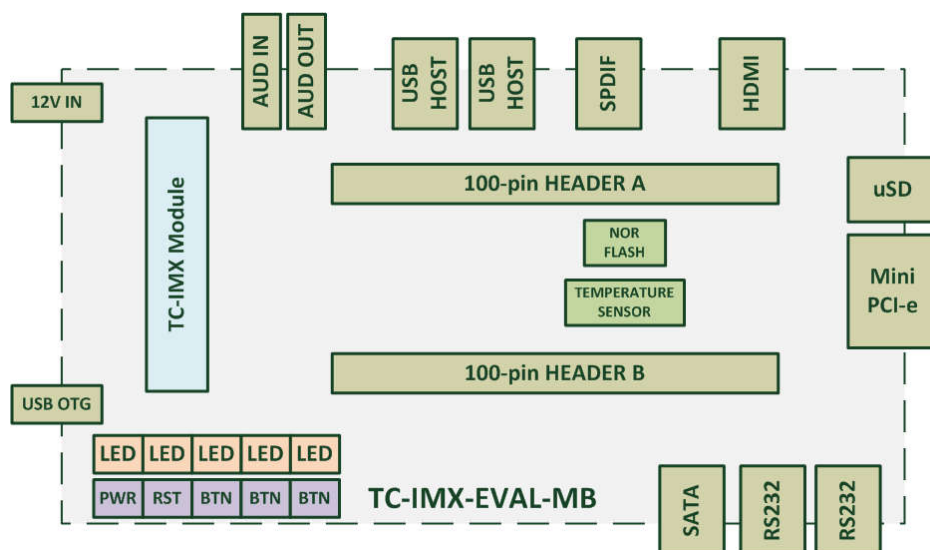 AUD IN
AUD OUT
USB
HOST
USB
HOST
SPDIF
HDMI
12V IN
TC-IMX Module
100-pin HEADER A
uSD
NOR
FLASH
Mini
PCI-e
TEMPERATURE
SENSOR
100-pin HEADER B
USB OTG
LED LED LED LED LED
PWR RST BTN BTN BTN
TC-IMX-EVAL-MB
SATA
RS232
RS232